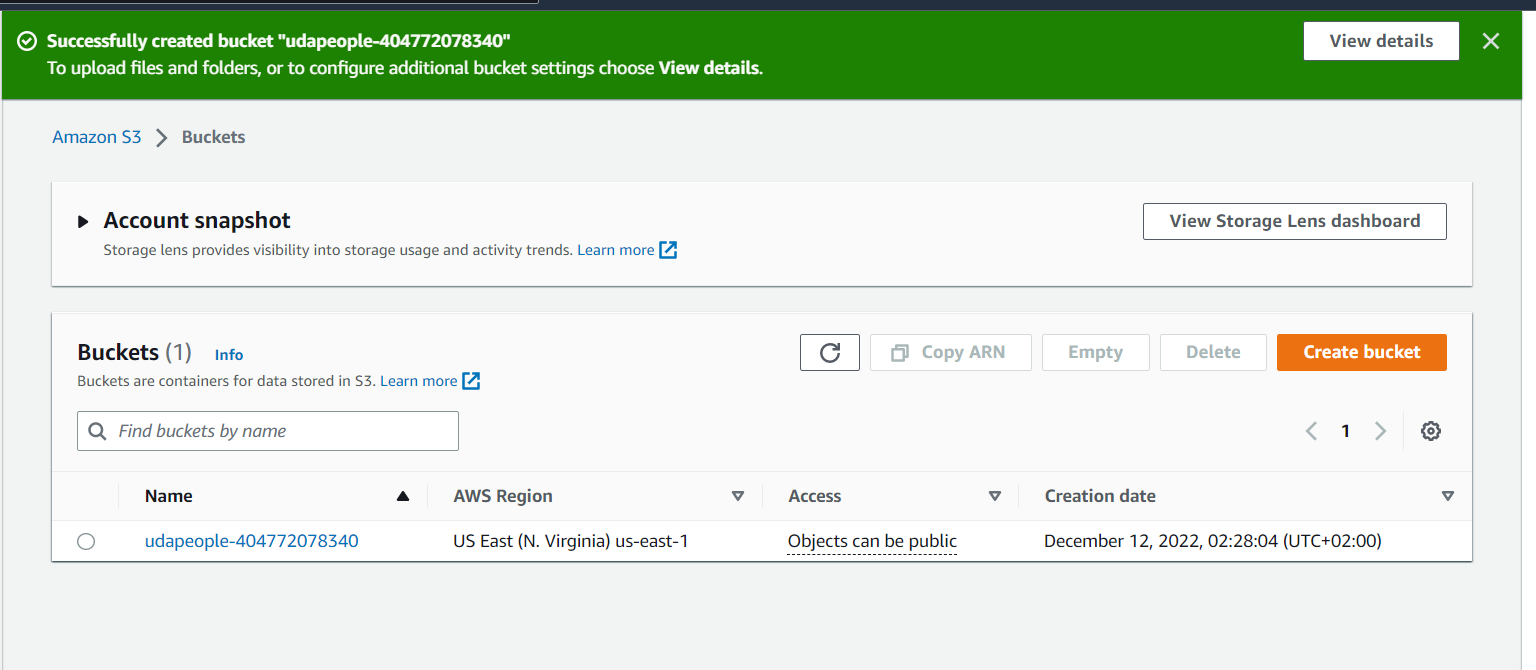 Successfully created bucket "udapeople-404772078340"
To upload files and folders, or to configure additional bucket settings choose View details.
View details
Amazon S3 Buckets
Account snapshot
Storage lens provides visibility into storage usage and activity trends. Learn more
View Storage Lens dashboard
Buckets (1) Info
Buckets are containers for data stored in S3. Learn more
Copy ARN
Empty
Delete
Create bucket
Find buckets by name
1
Name AWS Region Access Creation date
udapeople-404772078340 US East (N. Virginia) us-east-1 Objects can be public December 12, 2022, 02:28:04 (UTC+02:00)